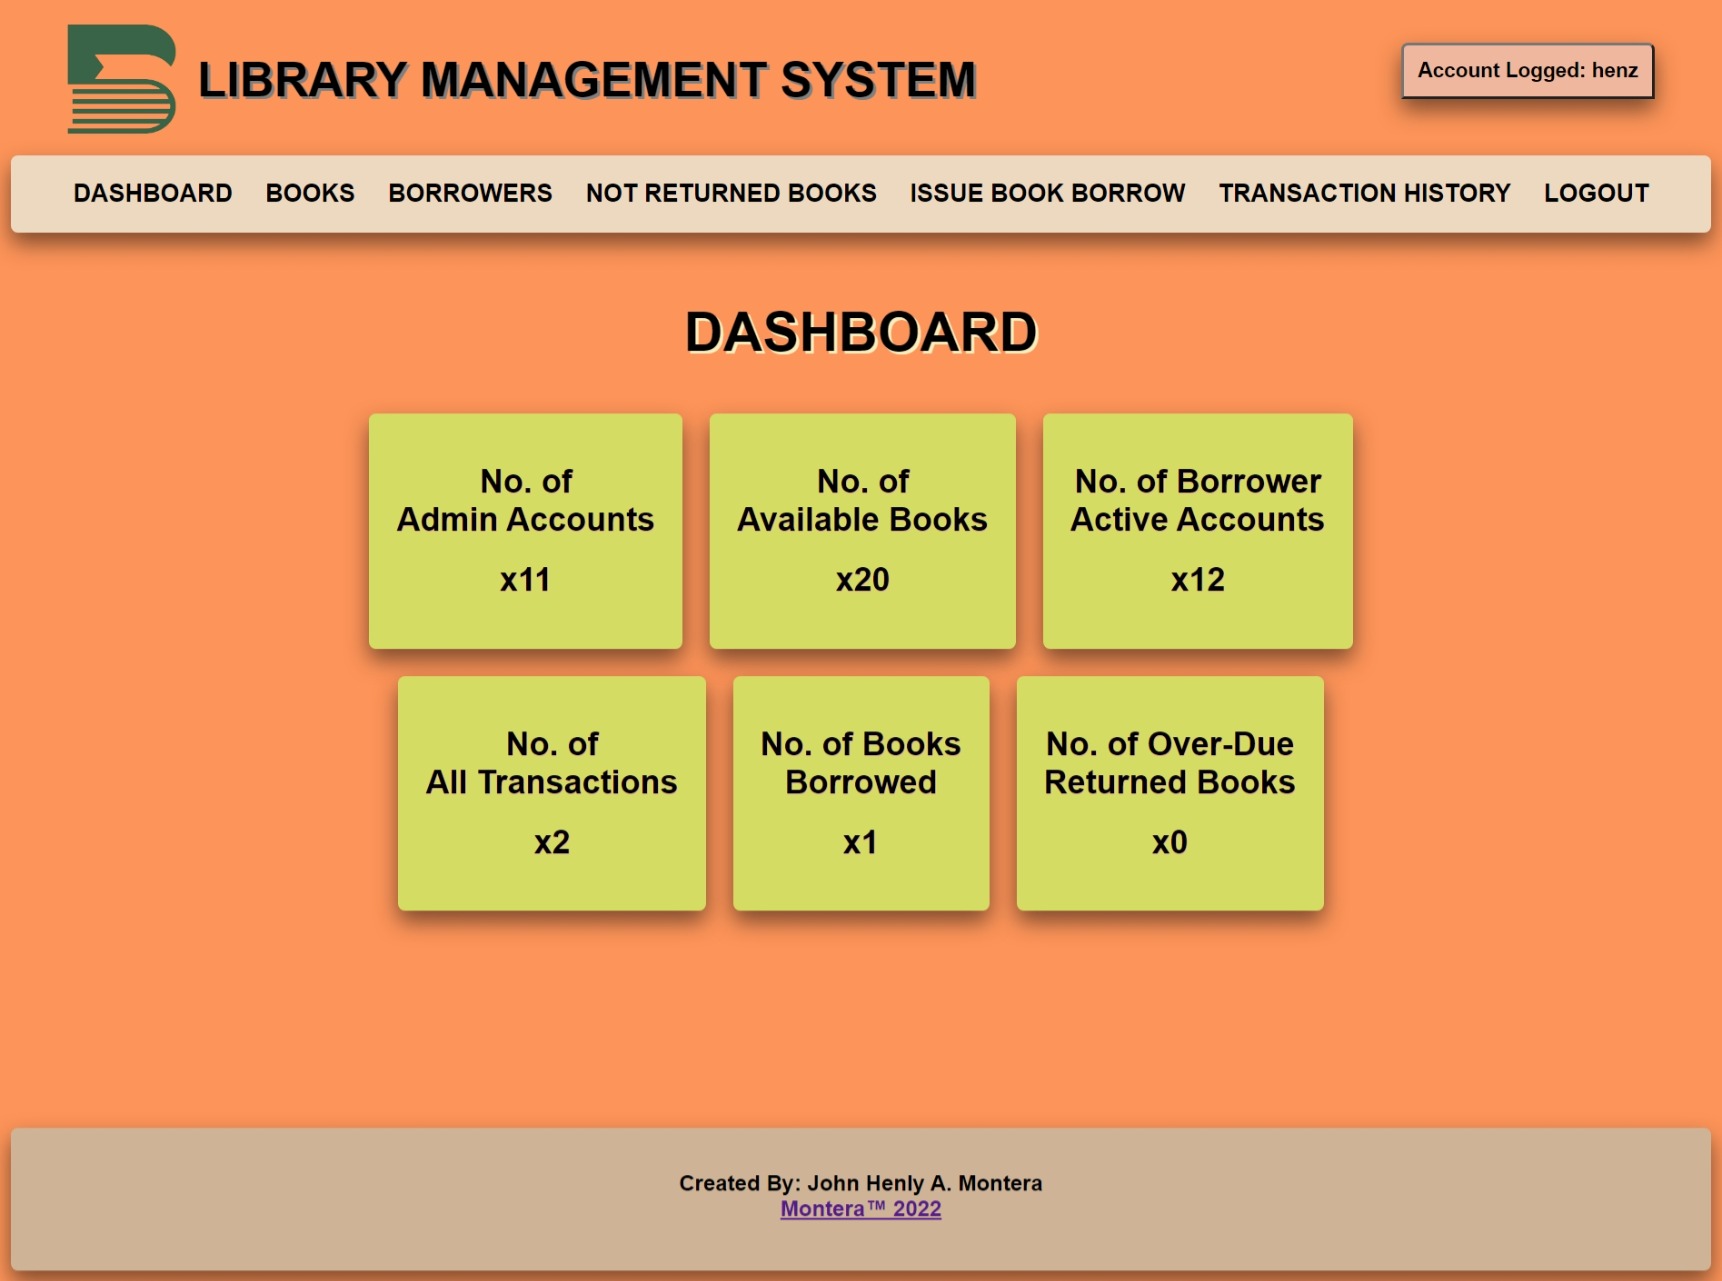 LIBRARY MANAGEMENT SYSTEM
Account Logged: henz
DASHBOARD BOOKS BORROWERS NOT RETURNED BOOKS ISSUE BOOK BORROW TRANSACTION HISTORY LOGOUT
DASHBOARD
No. of
Admin Accounts
x11
No. of
Available Books
x20
No. of Borrower
Active Accounts
x12
No. of
All Transactions
x2
No. of Books
Borrowed
x1
No. of Over-Due
Returned Books
x0
Created By: John Henly A. Montera
Montera™ 2022